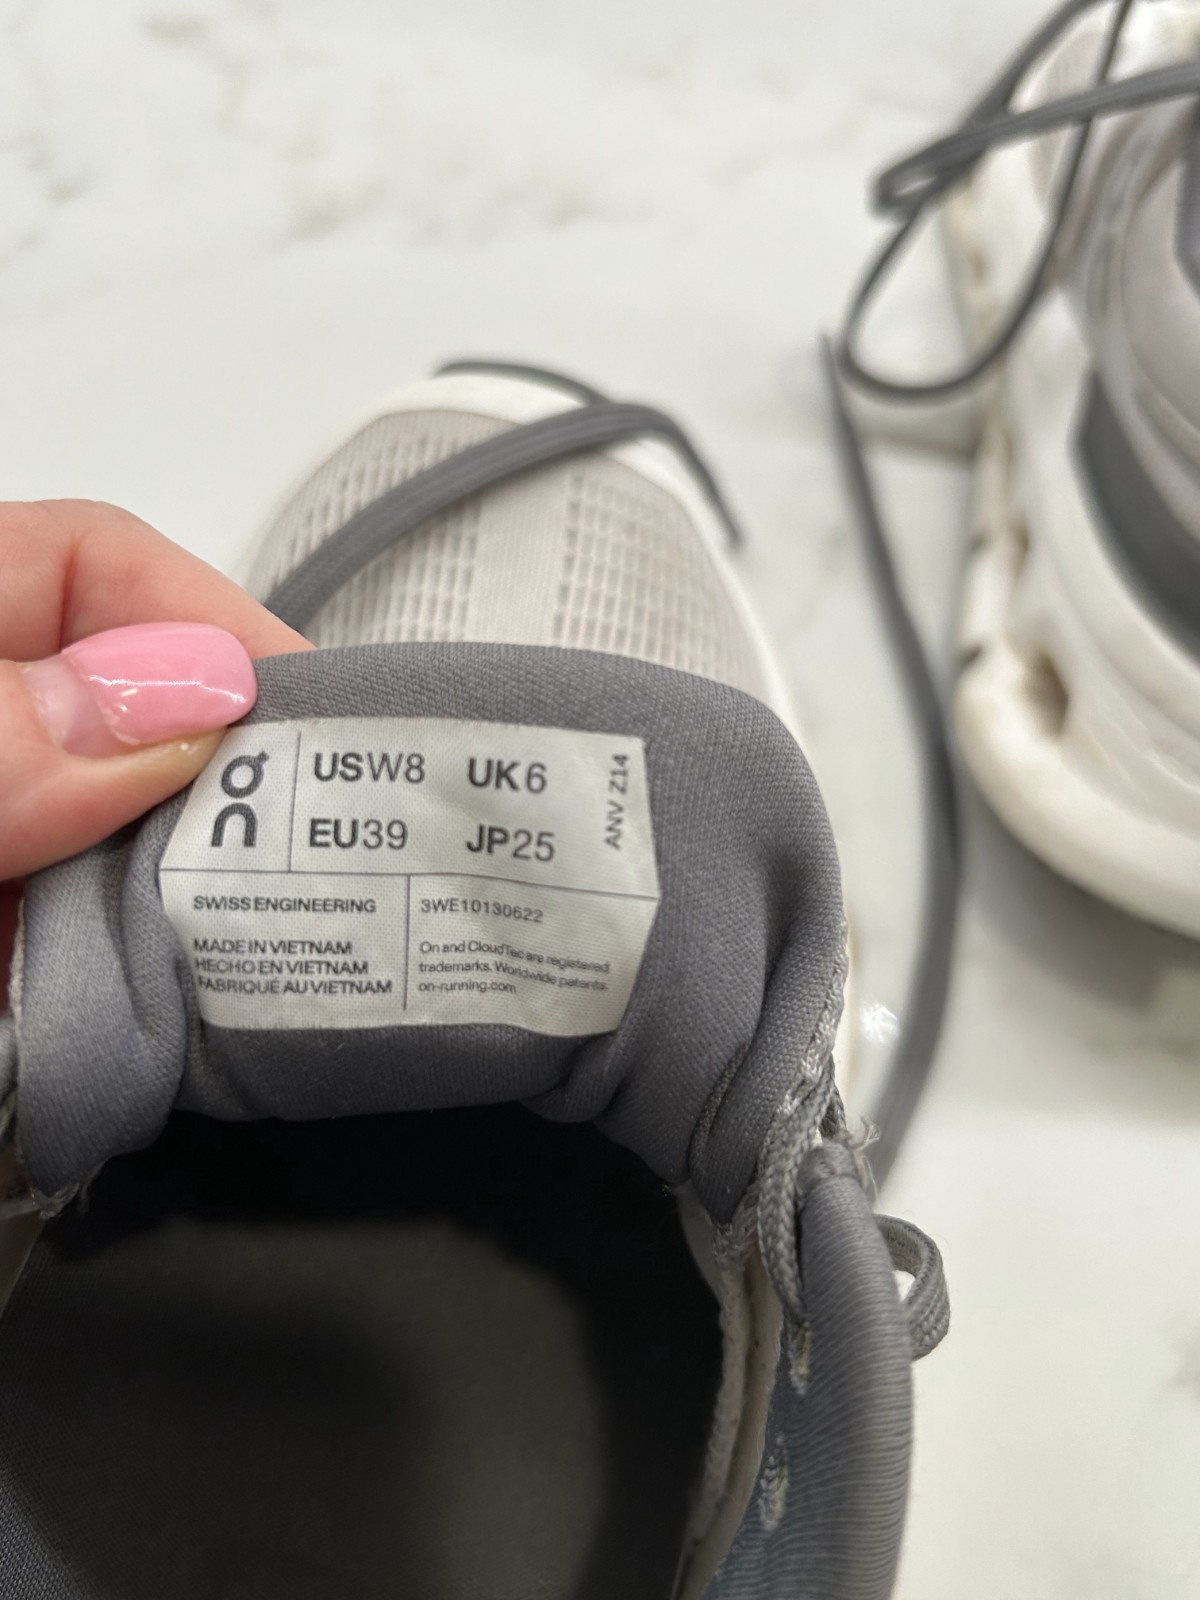 on
USW8 UK6
EU39 JP25
ANV Z14
SWISS ENGINEERING
MADE IN VIETNAM
HECHO EN VIETNAM
FABRIQUÉ AU VIETNAM
3WE10130622
On and CloudTec are registered
trademarks. Worldwide patents.
on-running.com